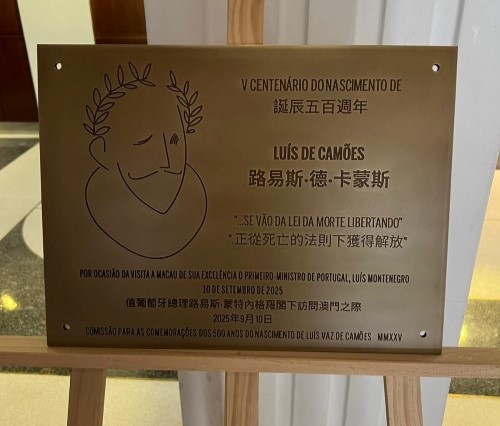 V CENTENÁRIO DO NASCIMENTO DE
誕辰五百週年
LUÍS DE CAMÕES
路易斯·德·卡蒙斯
"...SE VÃO DA LEI DA MORTE LIBERTANDO"
"..正從死亡的法則下獲得解放"
POR OCASIÃO DA VISITA A MACAU DE SUA EXCELÊNCIA O PRIMEIRO-MINISTRO DE PORTUGAL, LUÍS MONTENEGRO
10 DE SETEMBRO DE 2025
值葡萄牙總理路易斯·蒙特內格羅閣下訪問澳門之際
2025年9月10日
COMISSÃO PARA AS COMEMORAÇÕES DOS 500 ANOS DO NASCIMENTO DE LUÍS VAZ DE CAMÕES MMXXV